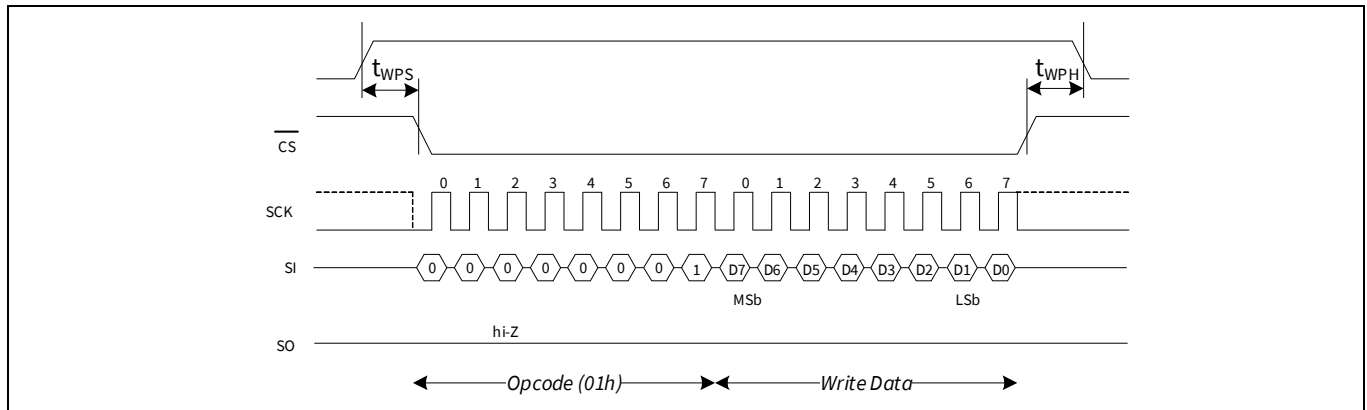 tWPS tWPH
CS
0 1 2 3 4 5 6 7 0 1 2 3 4 5 6 7
SCK
SI 0 0 0 0 0 0 0 1 D7 D6 D5 D4 D3 D2 D1 D0
MSb LSb
hi-Z
SO
Opcode (01h) Write Data